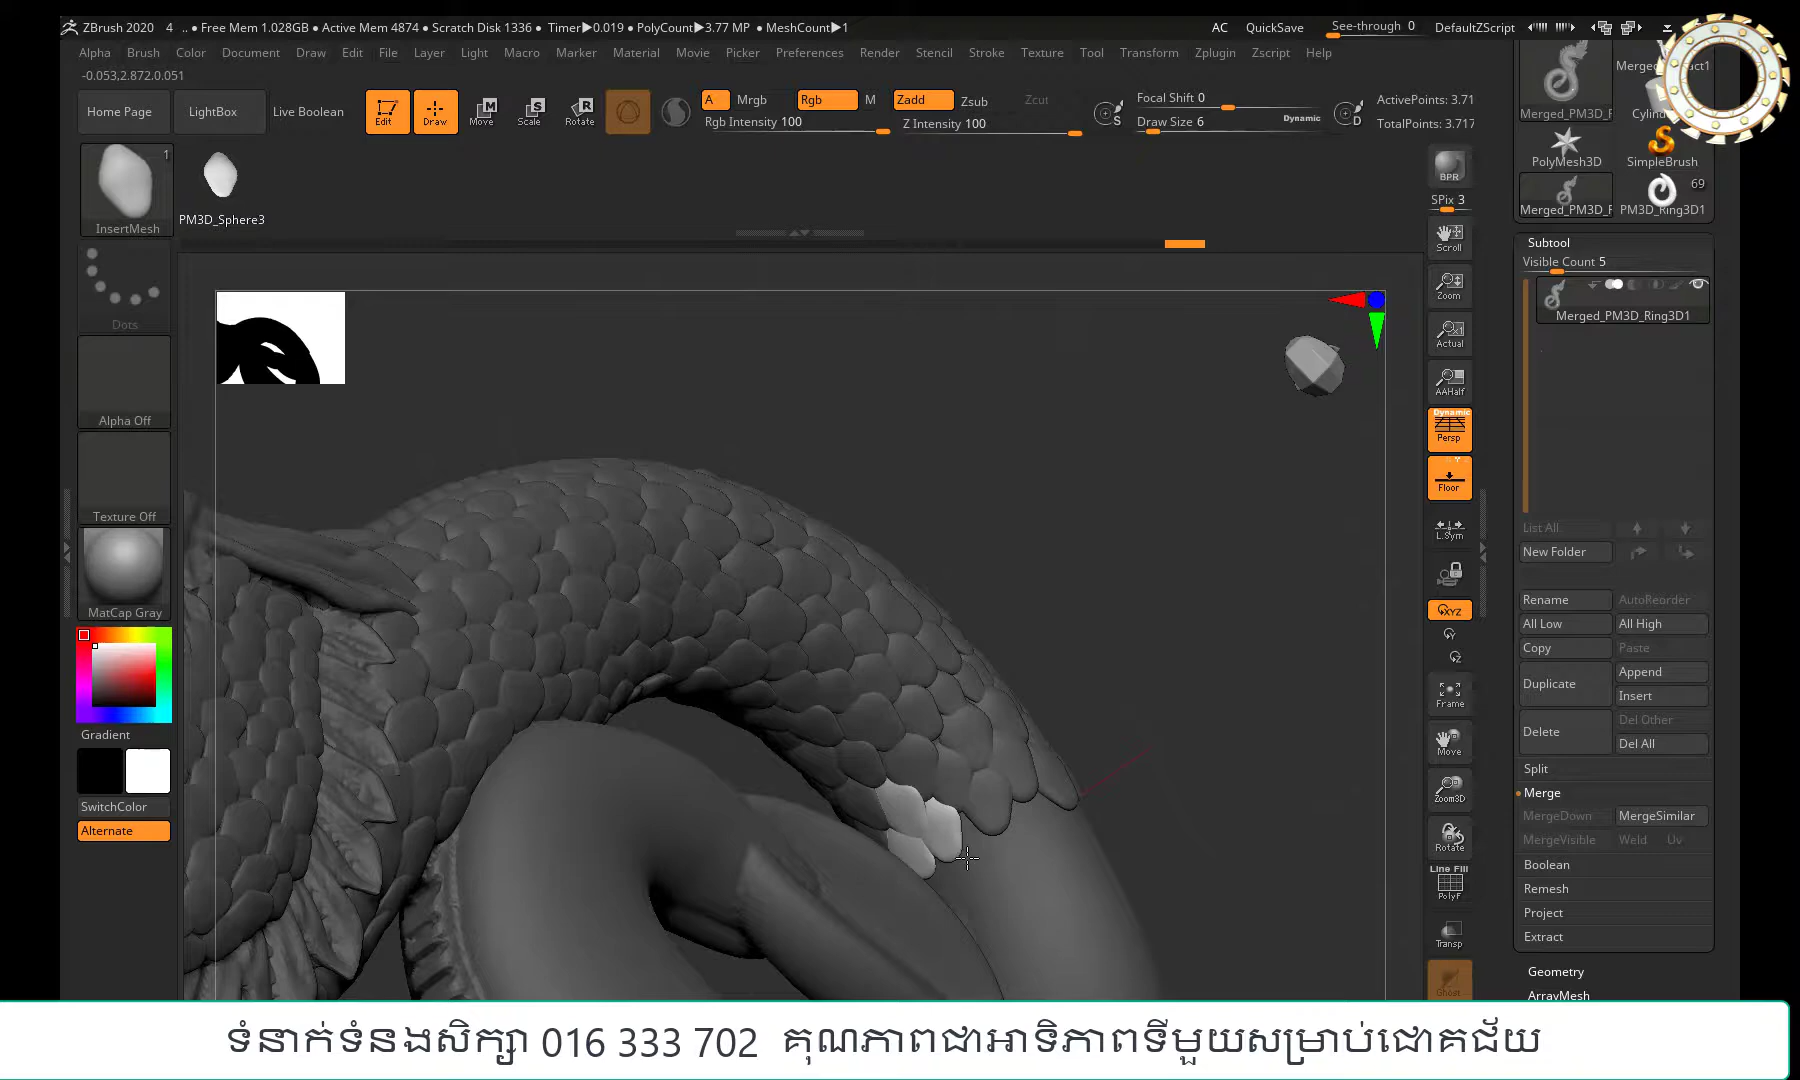 ZBrush 2020 4 .. ● Free Mem 1.028GB ● Active Mem 4874 ● Scratch Disk 1336 ● Timer▶0.019 ● PolyCount▶3.77 MP ● MeshCount▶1 AC QuickSave See-through 0 DefaultZScript
Alpha Brush Color Document Draw Edit File Layer Light Macro Marker Material Movie Picker Preferences Render Stencil Stroke Texture Tool Transform Zplugin Zscript Help
-0.053,2.872,0.051
Home Page LightBox Live Boolean Edit Draw Move Scale Rotate
A Mrgb Rgb M Zadd Zsub Zcut
Rgb Intensity 100 Z Intensity 100
Focal Shift 0
Draw Size 6 Dynamic
S D
ActivePoints: 3.71
TotalPoints: 3.717
1
InsertMesh
PM3D_Sphere3
Dots
Alpha Off
Texture Off
MatCap Gray
Gradient
SwitchColor
Alternate
BPR
SPix 3
Scroll
Zoom
Actual
AAHalf
Dynamic
Persp
Floor
L.Sym
XYZ
Frame
Move
Zoom3D
Rotate
Line Fill
PolyF
Transp
Ghost
Merged_PM3D_F
PolyMesh3D SimpleBrush
69
Merged_PM3D_F PM3D_Ring3D1
Subtool
Visible Count 5
Merged_PM3D_Ring3D1
List All
New Folder
Rename AutoReorder
All Low All High
Copy Paste
Duplicate Append
Insert
Delete Del Other
Del All
Split
Merge
MergeDown MergeSimilar
MergeVisible Weld Uv
Boolean
Remesh
Project
Extract
Geometry
ArrayMesh
ទំនាក់ទំនងសិក្សា 016 333 702 គុណភាពជាអាទិភាពទីមួយសម្រាប់ជោគជ័យ